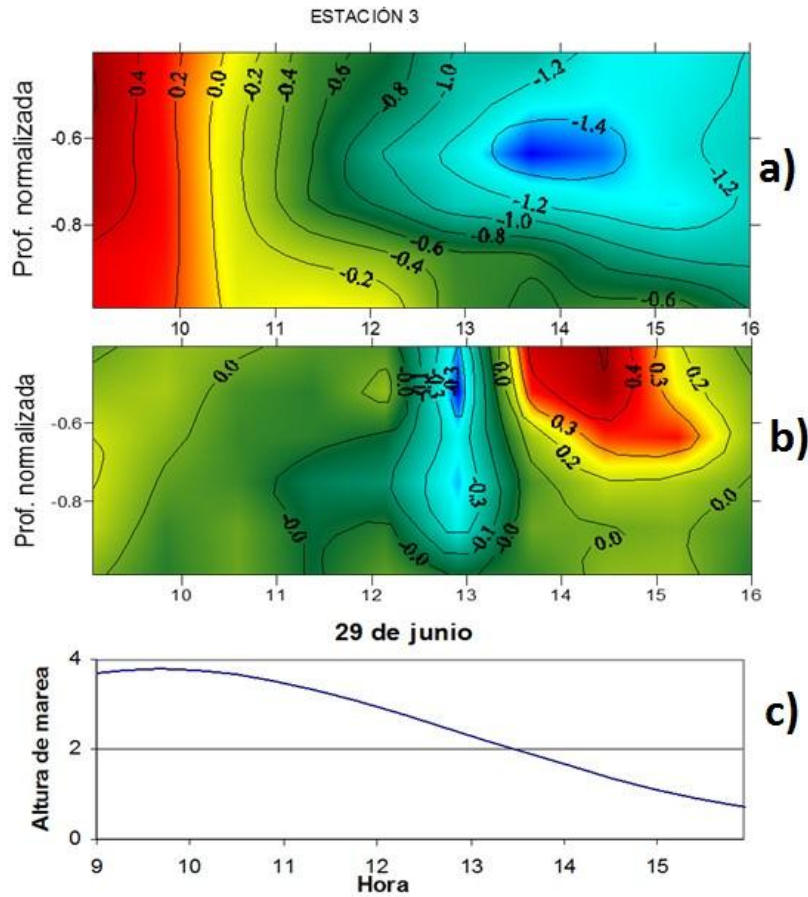 ESTACIÓN 3
Prof. normalizada
-0.6
-0.8
0.4 0.2 0.0 -0.2 -0.4 -0.6 -0.8 -1.0 -1.2
-1.4
-1.2
-1.2
-1.0
-0.8
-0.6
-0.4
-0.2
-0.6
a)
10 11 12 13 14 15 16
Prof. normalizada
-0.6
-0.8
0.0
-0.3
0.0
0.4 0.3 0.2
0.3
0.2
-0.3
-0.1
-0.0
-0.0
0.0
0.0
b)
10 11 12 13 14 15 16
29 de junio
Altura de marea
4
2
0
c)
9 10 11 12 13 14 15
Hora